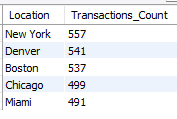 Location Transactions_Count
New York 557
Denver 541
Boston 537
Chicago 499
Miami 491